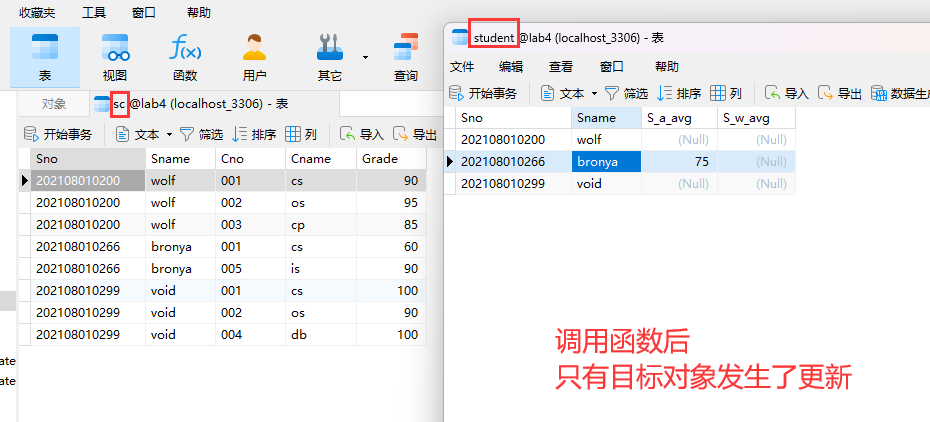 收藏夹 工具 窗口 帮助
表 视图 函数 用户 其它 查询
对象 sc @lab4 (localhost_3306) - 表
开始事务 文本 筛选 排序 列 导入 导出
Sno Sname Cno Cname Grade
202108010200 wolf 001 cs 90
202108010200 wolf 002 os 95
202108010200 wolf 003 cp 85
202108010266 bronya 001 cs 60
202108010266 bronya 005 is 90
202108010299 void 001 cs 100
202108010299 void 002 os 90
202108010299 void 004 db 100
ate
ate
student @lab4 (localhost_3306) - 表
文件 编辑 查看 窗口 帮助
开始事务 文本 筛选 排序 列 导入 导出 数据生
Sno Sname S_a_avg S_w_avg
202108010200 wolf (Null) (Null)
202108010266 bronya 75 (Null)
202108010299 void (Null) (Null)
调用函数后
只有目标对象发生了更新